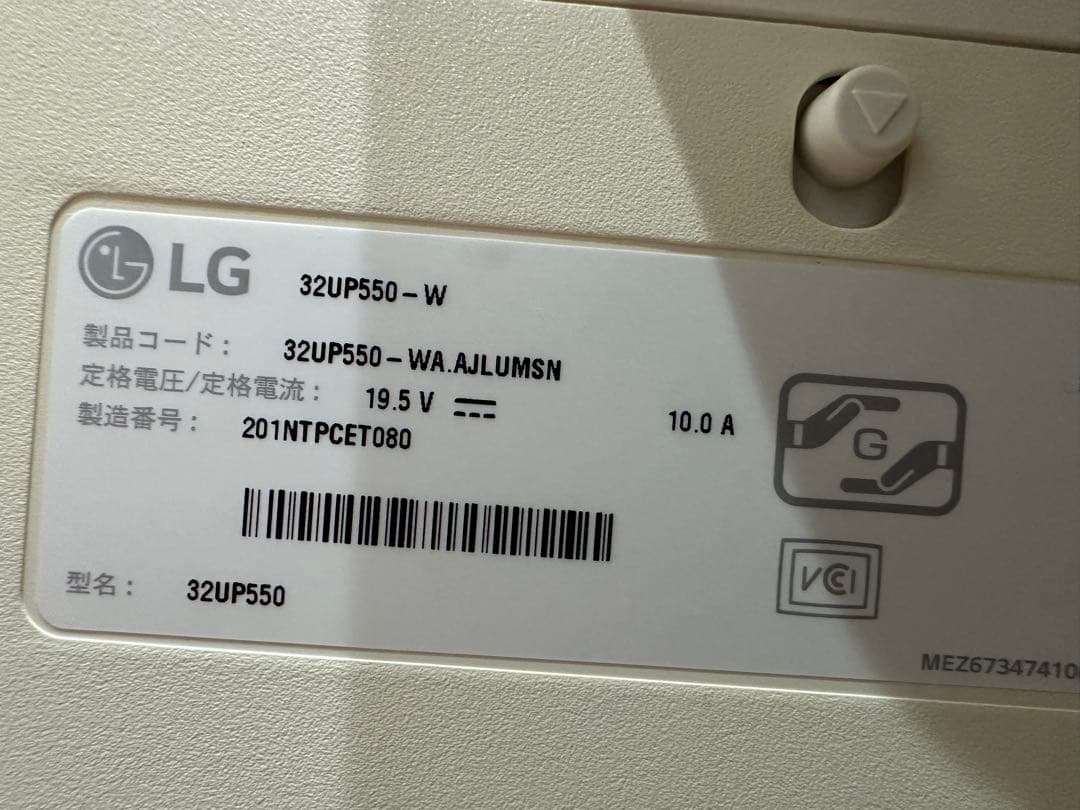 LG 32UP550-W
製品コード： 32UP550-WA.AJLUMSN
定格電圧/定格電流： 19.5 V 10.0 A
製造番号： 201NTPCET080
G
VCCI
型名： 32UP550